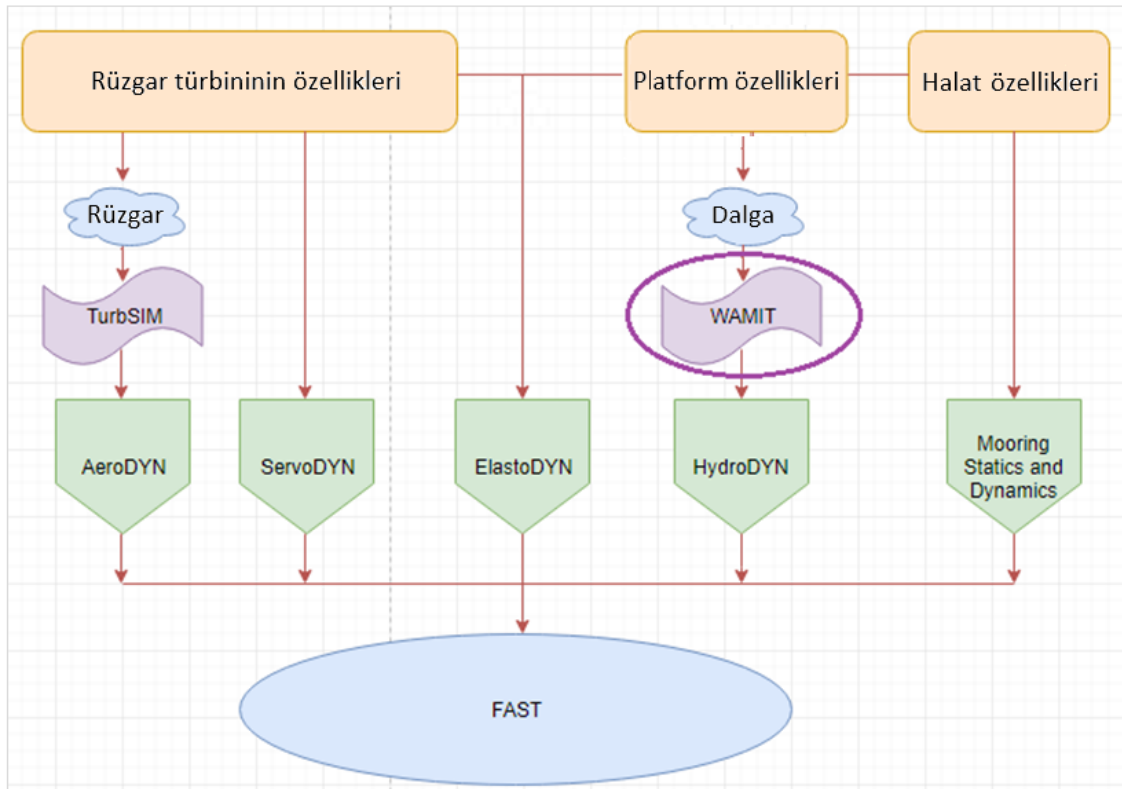 Rüzgar türbininin özellikleri
Platform özellikleri
Halat özellikleri
Rüzgar
Dalga
TurbSIM
WAMIT
AeroDYN
ServoDYN
ElastoDYN
HydroDYN
Mooring
Statics and
Dynamics
FAST